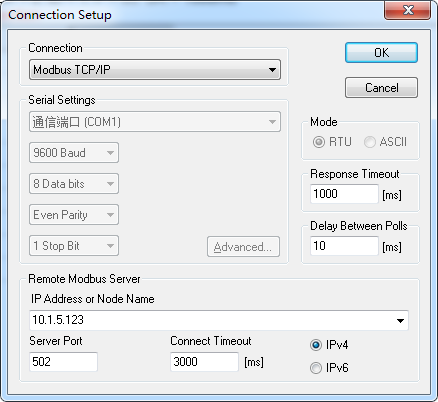 Connection Setup
Connection
Modbus TCP/IP
OK
Cancel
Serial Settings
通信端口 (COM1)
9600 Baud
8 Data bits
Even Parity
1 Stop Bit
Advanced...
Mode
RTU
ASCII
Response Timeout
1000 [ms]
Delay Between Polls
10 [ms]
Remote Modbus Server
IP Address or Node Name
10.1.5.123
Server Port
502
Connect Timeout
3000 [ms]
IPv4
IPv6